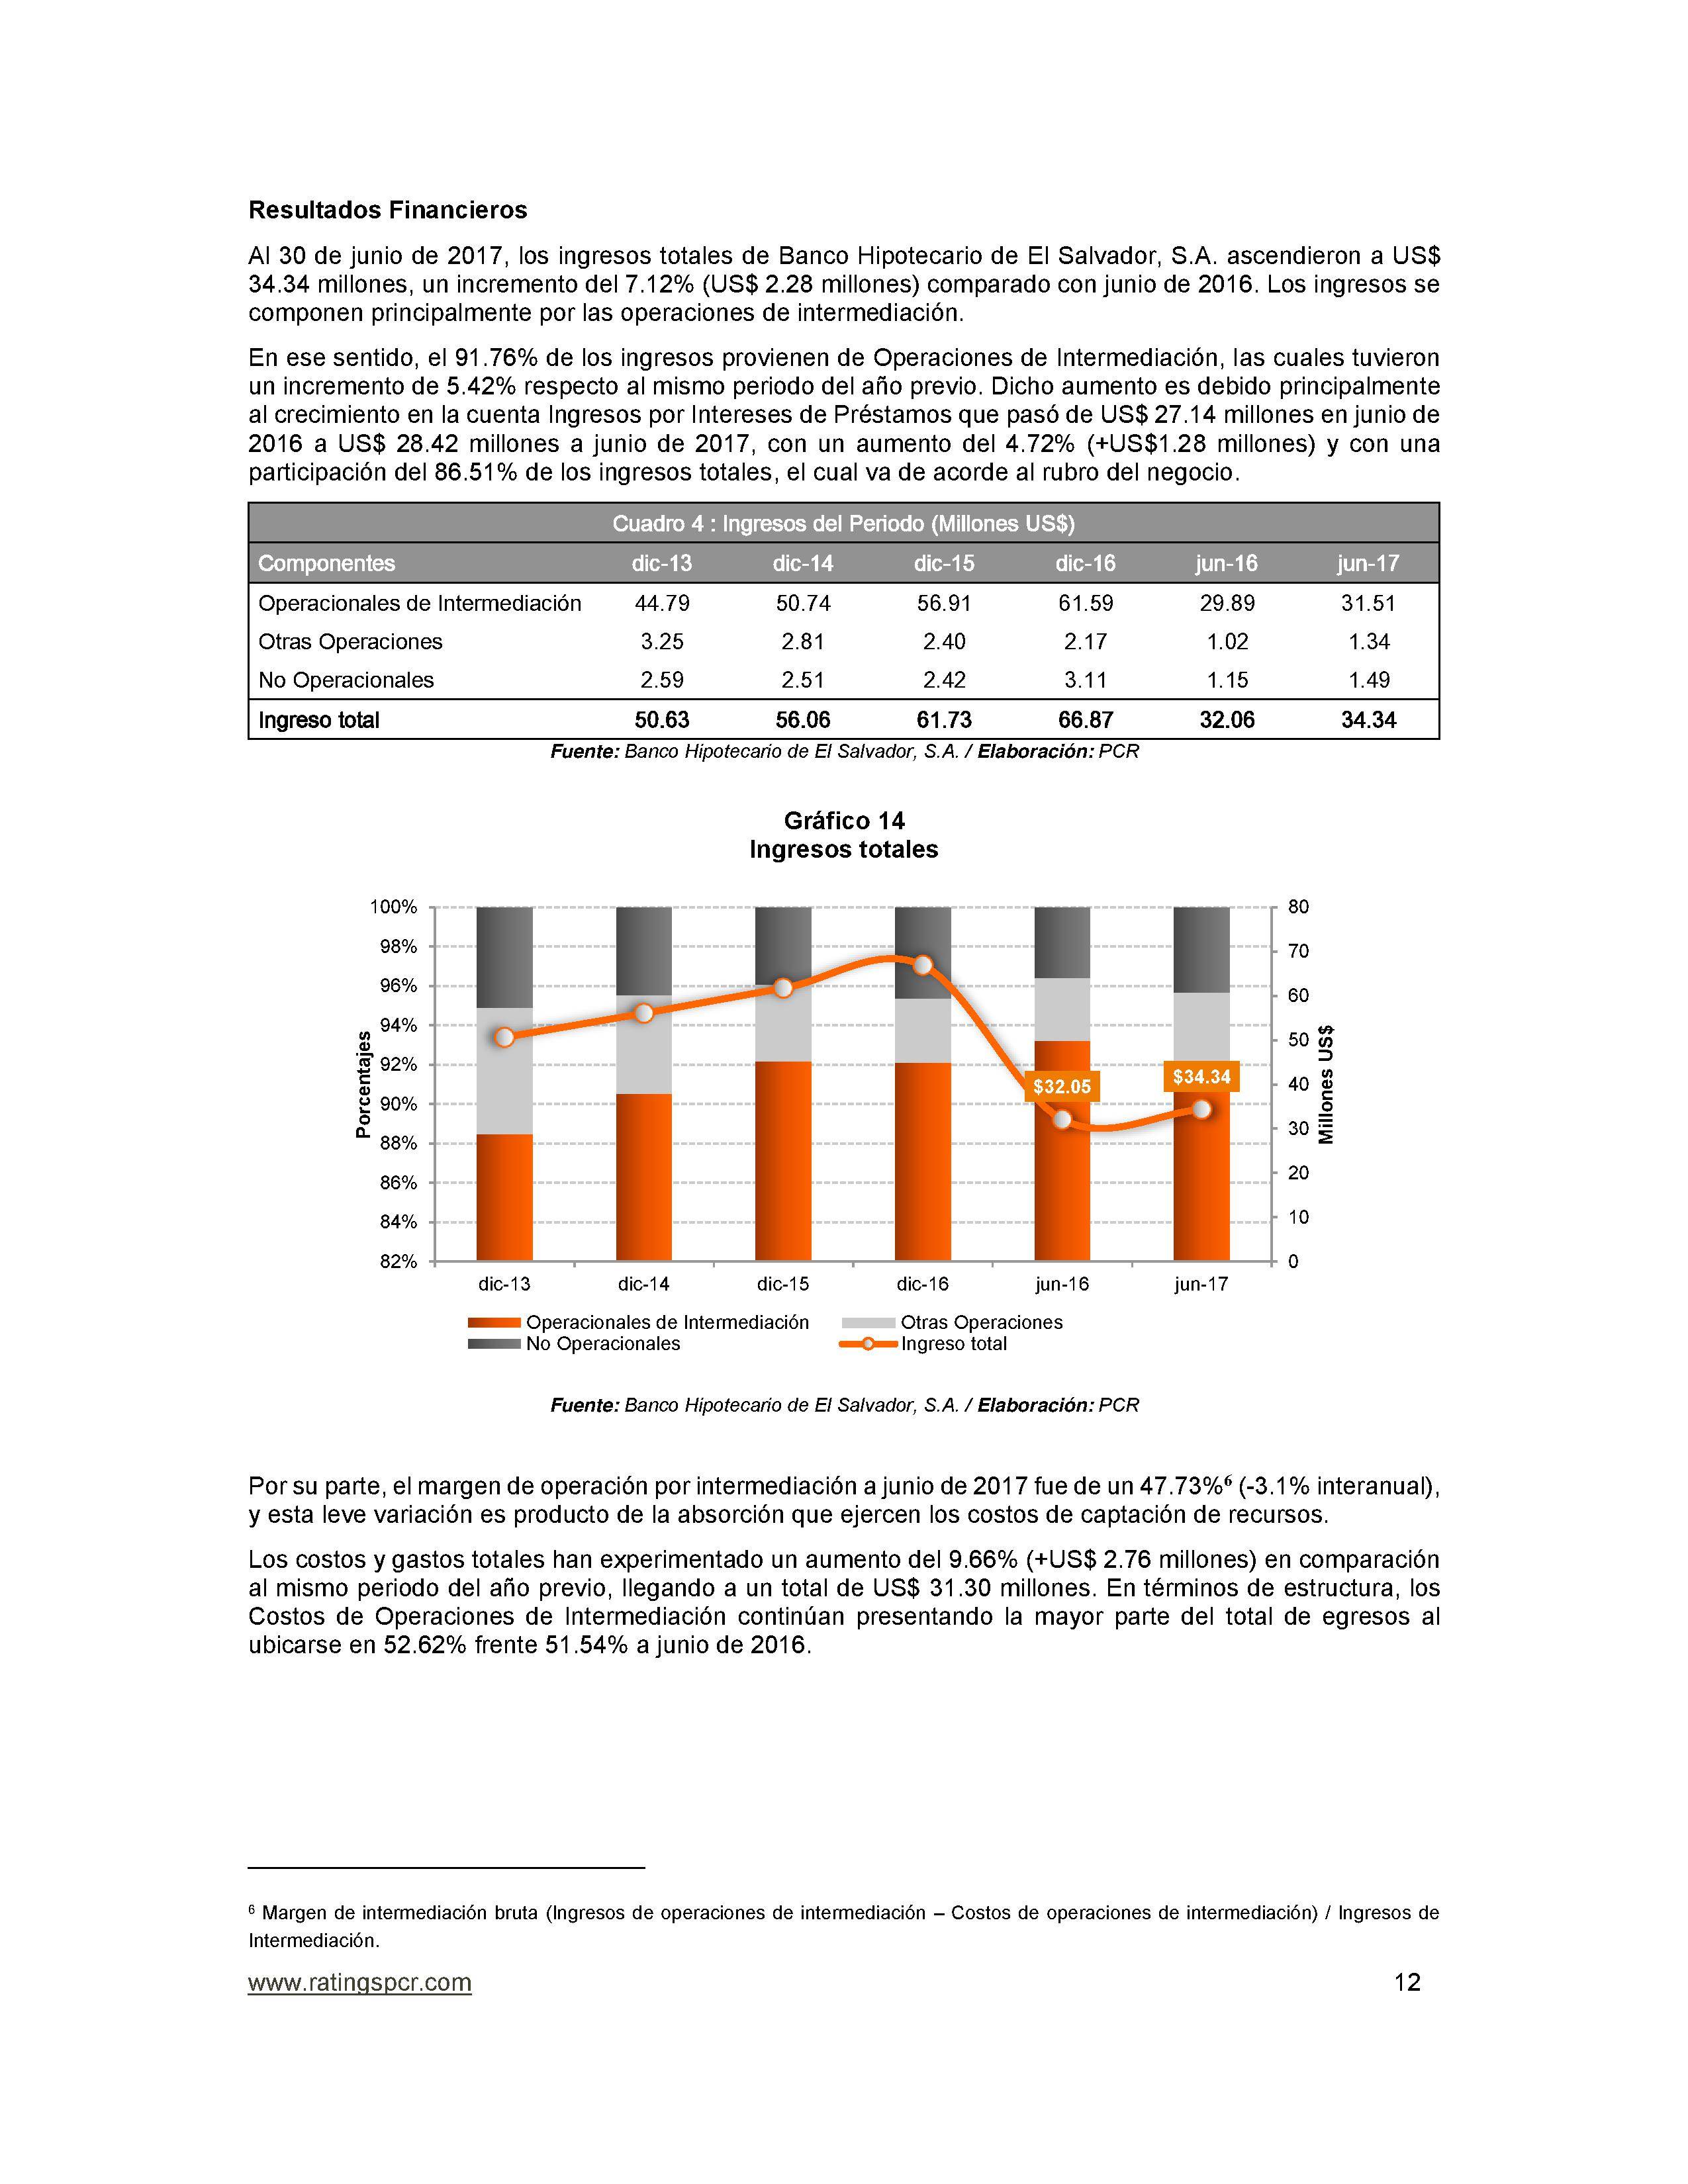 Resultados Financieros
Al 30 de junio de 2017, los ingresos totales de Banco Hipotecario de El Salvador, S.A. ascendieron a US$
34.34 millones, un incremento del 7.12% (US$ 2.28 millones) comparado con junio de 2016. Los ingresos se
componen principalmente por las operaciones de intermediación.
En ese sentido, el 91.76% de los ingresos provienen de Operaciones de Intermediación, las cuales tuvieron
un incremento de 5.42% respecto al mismo periodo del año previo. Dicho aumento es debido principalmente
al crecimiento en la cuenta Ingresos por Intereses de Préstamos que pasó de US$ 27.14 millones en junio de
2016 a US$ 28.42 millones a junio de 2017, con un aumento del 4.72% (+US$1.28 millones) y con una
participación del 86.51% de los ingresos totales, el cual va de acorde al rubro del negocio.
Cuadro 4 : Ingresos del Periodo (Millones US$)
Componentes dic-13 dic-14 dic-15 dic-16 jun-16 jun-17
Operacionales de Intermediación 44.79 50.74 56.91 61.59 29.89 31.51
Otras Operaciones 3.25 2.81 2.40 2.17 1.02 1.34
No Operacionales 2.59 2.51 2.42 3.11 1.15 1.49
Ingreso total 50.63 56.06 61.73 66.87 32.06 34.34
Fuente: Banco Hipotecario de El Salvador, S.A. / Elaboración: PCR
Gráfico 14
Ingresos totales
100% 80
98%
70
96%
60
94%
50
92%
$32.05 $34.34
40
90%
30
88%
20
86%
84%
10
82% 0
Porcentajes
Millones US$
dic-13 dic-14 dic-15 dic-16 jun-16 jun-17
Operacionales de Intermediación Otras Operaciones
No Operacionales Ingreso total
Fuente: Banco Hipotecario de El Salvador, S.A. / Elaboración: PCR
Por su parte, el margen de operación por intermediación a junio de 2017 fue de un 47.73%⁶ (-3.1% interanual),
y esta leve variación es producto de la absorción que ejercen los costos de captación de recursos.
Los costos y gastos totales han experimentado un aumento del 9.66% (+US$ 2.76 millones) en comparación
al mismo periodo del año previo, llegando a un total de US$ 31.30 millones. En términos de estructura, los
Costos de Operaciones de Intermediación continúan presentando la mayor parte del total de egresos al
ubicarse en 52.62% frente 51.54% a junio de 2016.
⁶ Margen de intermediación bruta (Ingresos de operaciones de intermediación – Costos de operaciones de intermediación) / Ingresos de
Intermediación.
www.ratingspcr.com 12